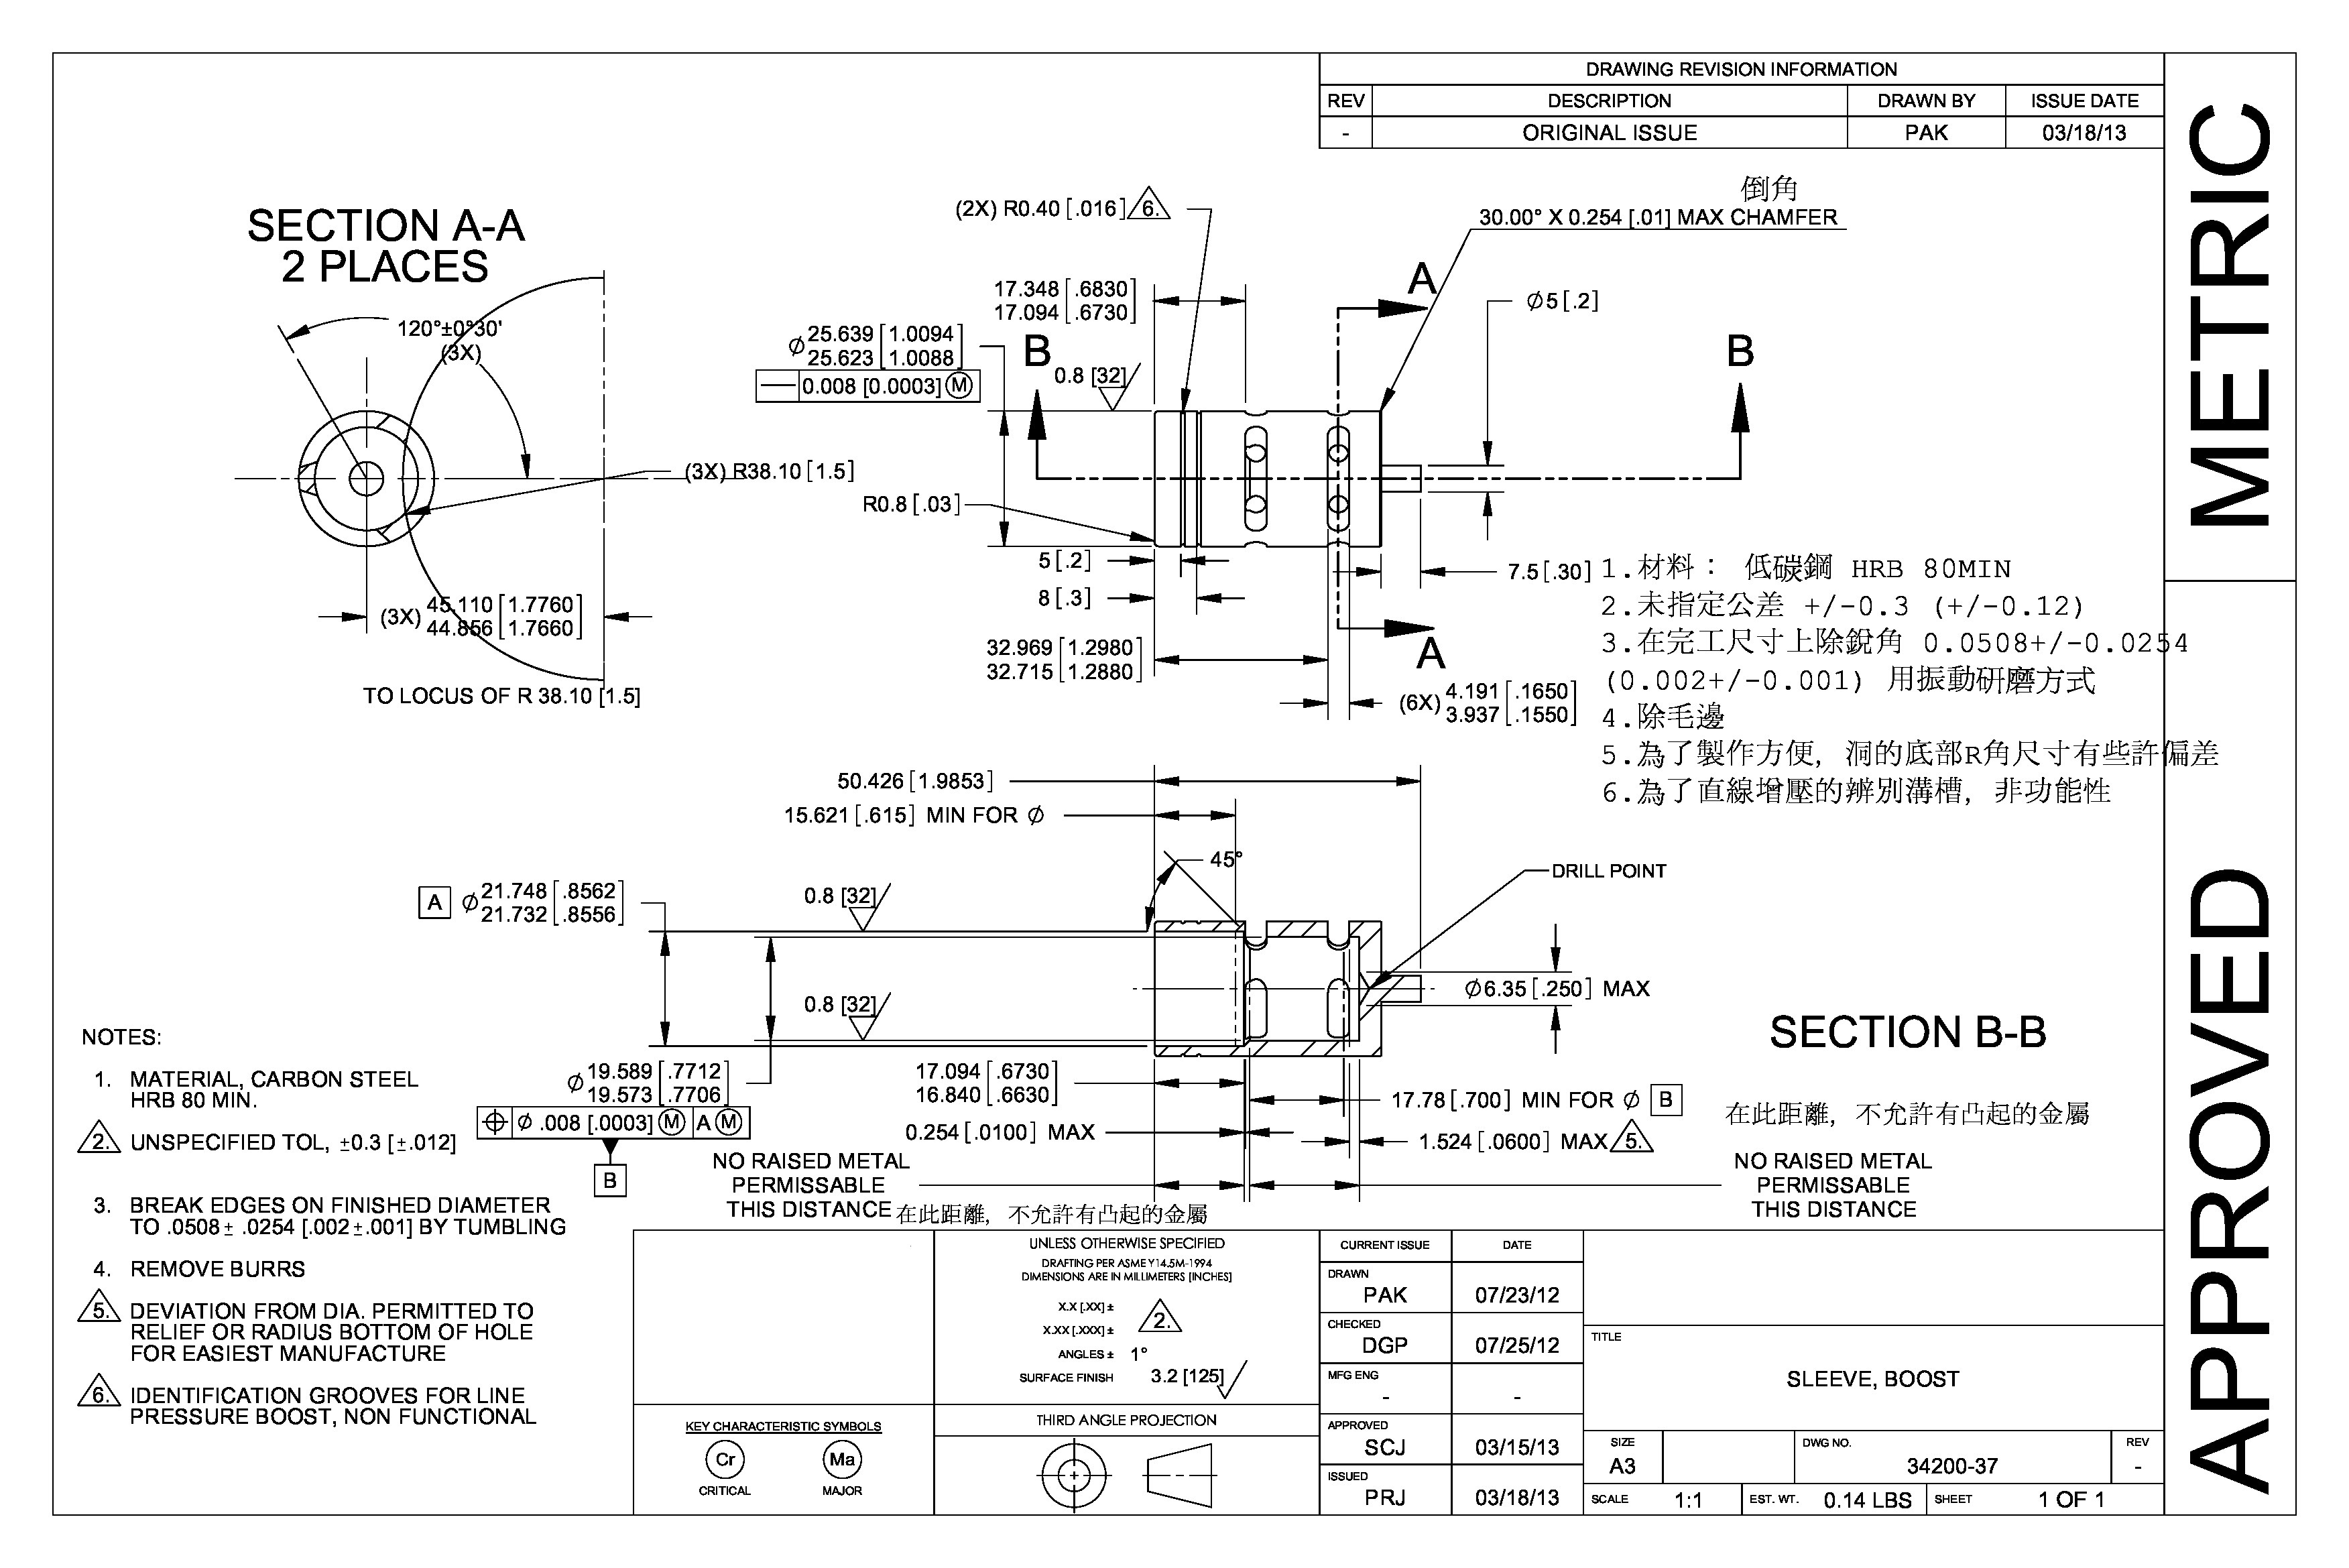 DRAWING REVISION INFORMATION
REV DESCRIPTION DRAWN BY ISSUE DATE
- ORIGINAL ISSUE PAK 03/18/13
METRIC
APPROVED
SECTION A-A
2 PLACES
120°±0°30'
(3X)
(3X) R38.10 [1.5]
(3X) 45.110 [1.7760]
44.856 [1.7660]
TO LOCUS OF R 38.10 [1.5]
(2X) R0.40 [.016] 6.
倒角
30.00° X 0.254 [.01] MAX CHAMFER
17.348 [.6830]
17.094 [.6730]
A
⌀5 [.2]
⌀ 25.639 [1.0094]
25.623 [1.0088]
0.008 [0.0003] Ⓜ
B
0.8 [32]
B
R0.8 [.03]
5 [.2]
8 [.3]
7.5 [.30]
32.969 [1.2980]
32.715 [1.2880]
A
(6X) 4.191 [.1650]
3.937 [.1550]
1.材料： 低碳鋼 HRB 80MIN
2.未指定公差 +/-0.3 (+/-0.12)
3.在完工尺寸上除銳角 0.0508+/-0.0254
(0.002+/-0.001) 用振動研磨方式
4.除毛邊
5.為了製作方便, 洞的底部R角尺寸有些許偏差
6.為了直線增壓的辨別溝槽, 非功能性
50.426 [1.9853]
15.621 [.615] MIN FOR ⌀
45°
DRILL POINT
A ⌀ 21.748 [.8562]
21.732 [.8556]
0.8 [32]
0.8 [32]
⌀6.35 [.250] MAX
SECTION B-B
⌀ 19.589 [.7712]
19.573 [.7706]
⌖ ⌀ .008 [.0003] Ⓜ A Ⓜ
B
17.094 [.6730]
16.840 [.6630]
17.78 [.700] MIN FOR ⌀ B
0.254 [.0100] MAX
1.524 [.0600] MAX 5.
在此距離, 不允許有凸起的金屬
NO RAISED METAL
PERMISSABLE
THIS DISTANCE
在此距離, 不允許有凸起的金屬
NO RAISED METAL
PERMISSABLE
THIS DISTANCE
NOTES:
1. MATERIAL, CARBON STEEL
HRB 80 MIN.
2. UNSPECIFIED TOL, ±0.3 [±.012]
3. BREAK EDGES ON FINISHED DIAMETER
TO .0508± .0254 [.002±.001] BY TUMBLING
4. REMOVE BURRS
5. DEVIATION FROM DIA. PERMITTED TO
RELIEF OR RADIUS BOTTOM OF HOLE
FOR EASIEST MANUFACTURE
6. IDENTIFICATION GROOVES FOR LINE
PRESSURE BOOST, NON FUNCTIONAL
KEY CHARACTERISTIC SYMBOLS
Cr Ma
CRITICAL MAJOR
UNLESS OTHERWISE SPECIFIED
DRAFTING PER ASME Y14.5M-1994
DIMENSIONS ARE IN MILLIMETERS [INCHES]
X.X [.XX] ±
2.
X.XX [.XXX] ±
ANGLES ± 1°
SURFACE FINISH 3.2 [125]
THIRD ANGLE PROJECTION
CURRENT ISSUE DATE
DRAWN
PAK 07/23/12
CHECKED
DGP 07/25/12
MFG ENG
- -
APPROVED
SCJ 03/15/13
ISSUED
PRJ 03/18/13
TITLE
SLEEVE, BOOST
SIZE DWG NO. REV
A3 34200-37 -
SCALE 1:1 EST. WT. 0.14 LBS SHEET 1 OF 1